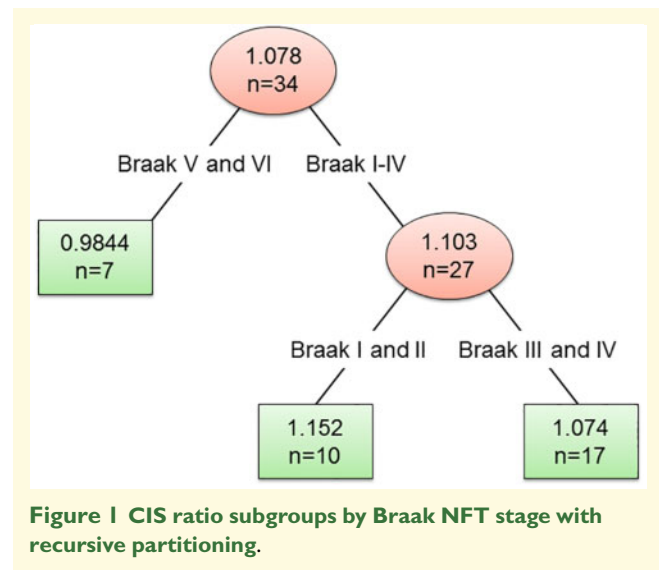 1.078
n=34
Braak V and VI
Braak I-IV
0.9844
n=7
1.103
n=27
Braak I and II
Braak III and IV
1.152
n=10
1.074
n=17
Figure 1 CIS ratio subgroups by Braak NFT stage with
recursive partitioning.